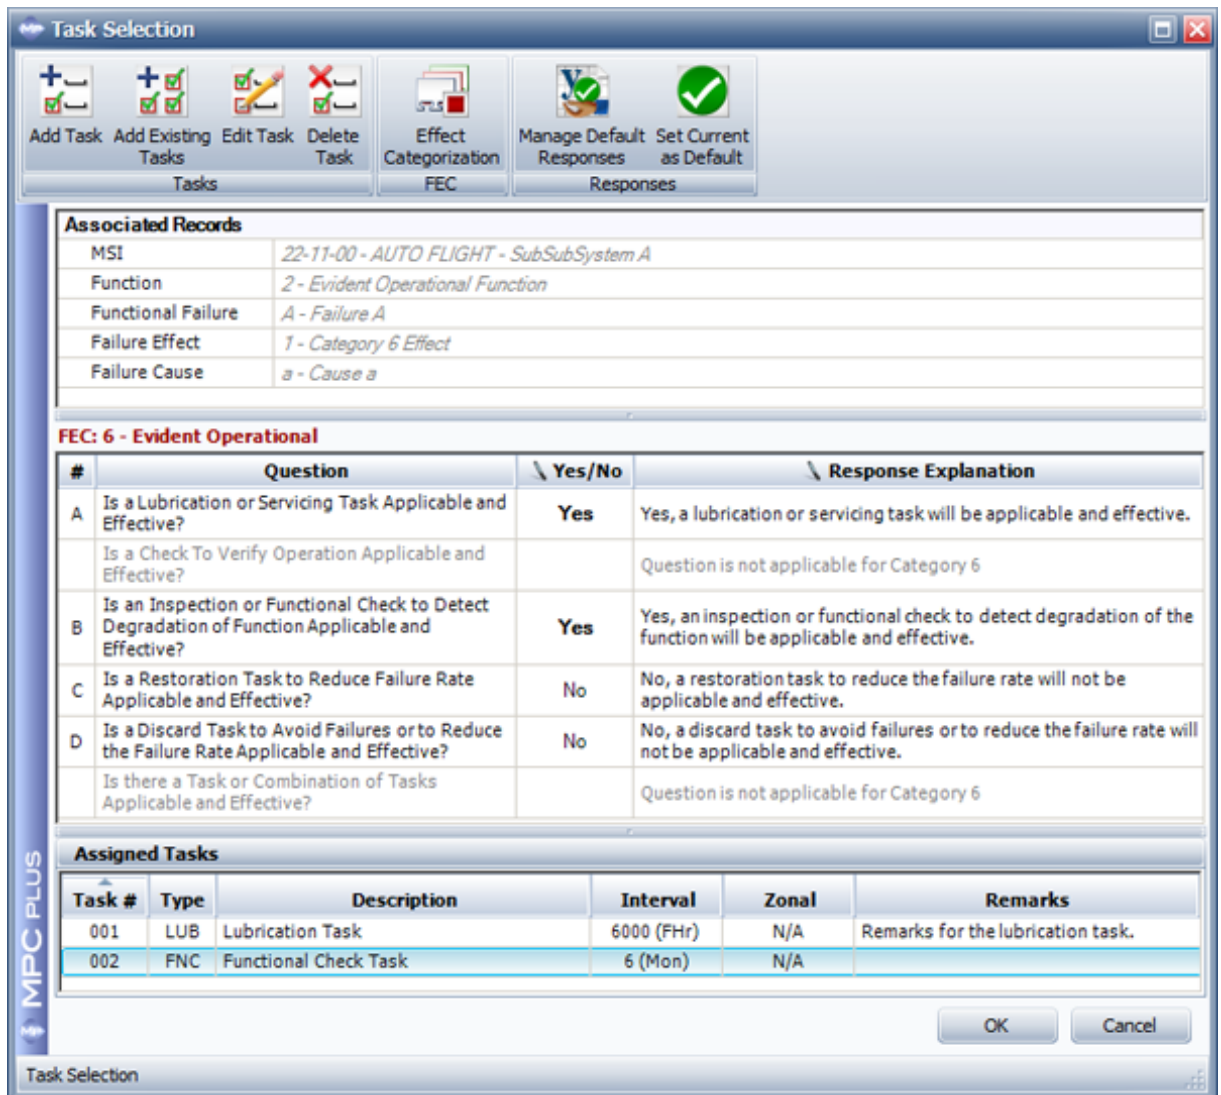 Task Selection
Add Task Add Existing Tasks Edit Task Delete Task Effect Categorization Manage Default Responses Set Current as Default
Tasks FEC Responses
Associated Records
MSI 22-11-00 - AUTO FLIGHT - SubSubSystem A
Function 2 - Evident Operational Function
Functional Failure A - Failure A
Failure Effect 1 - Category 6 Effect
Failure Cause a - Cause a
FEC: 6 - Evident Operational
# Question Yes/No Response Explanation
A Is a Lubrication or Servicing Task Applicable and Effective? Yes Yes, a lubrication or servicing task will be applicable and effective.
Is a Check To Verify Operation Applicable and Effective? Question is not applicable for Category 6
B Is an Inspection or Functional Check to Detect Degradation of Function Applicable and Effective? Yes Yes, an inspection or functional check to detect degradation of the function will be applicable and effective.
C Is a Restoration Task to Reduce Failure Rate Applicable and Effective? No No, a restoration task to reduce the failure rate will not be applicable and effective.
D Is a Discard Task to Avoid Failures or to Reduce the Failure Rate Applicable and Effective? No No, a discard task to avoid failures or to reduce the failure rate will not be applicable and effective.
Is there a Task or Combination of Tasks Applicable and Effective? Question is not applicable for Category 6
Assigned Tasks
Task # Type Description Interval Zonal Remarks
001 LUB Lubrication Task 6000 (FHr) N/A Remarks for the lubrication task.
002 FNC Functional Check Task 6 (Mon) N/A
MPC PLUS
OK Cancel
Task Selection